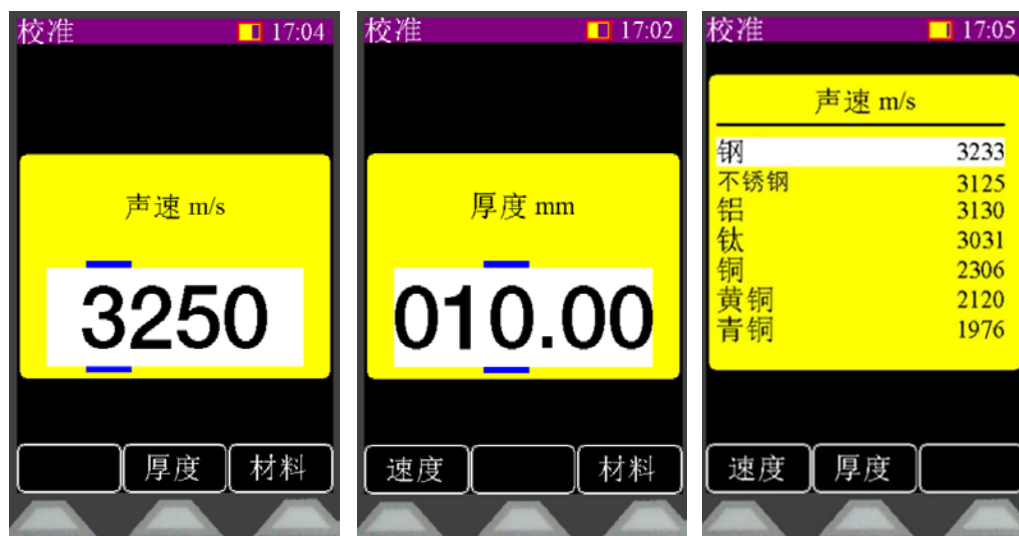 校准 17:04
声速 m/s
3250
厚度 材料
校准 17:02
厚度 mm
010.00
速度 材料
校准 17:05
声速 m/s
钢 3233
不锈钢 3125
铝 3130
钛 3031
铜 2306
黄铜 2120
青铜 1976
速度 厚度